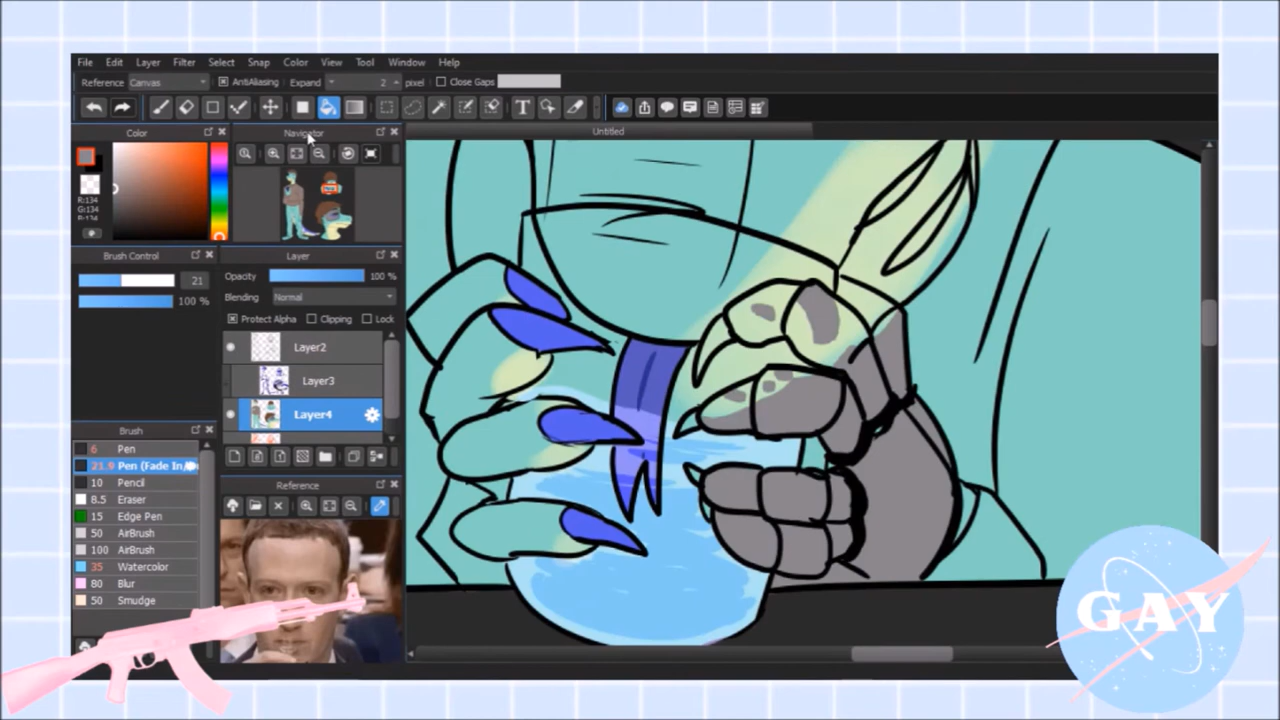 File Edit Layer Filter Select Snap Color View Tool Window Help
Reference Canvas AntiAliasing Expand 2 pixel Close Gaps
T
Color Navigator Untitled
R:134
G:134
Brush Control Layer
Opacity 100 %
21
Blending Normal
100 %
Protect Alpha Clipping Lock
Layer2
Layer3
Layer4
Brush
6 Pen
Pen (Fade In/
10 Pencil
Reference
8.5 Eraser
15 Edge Pen
50 AirBrush
100 AirBrush
35 Watercolor
80 Blur
50 Smudge
GAY